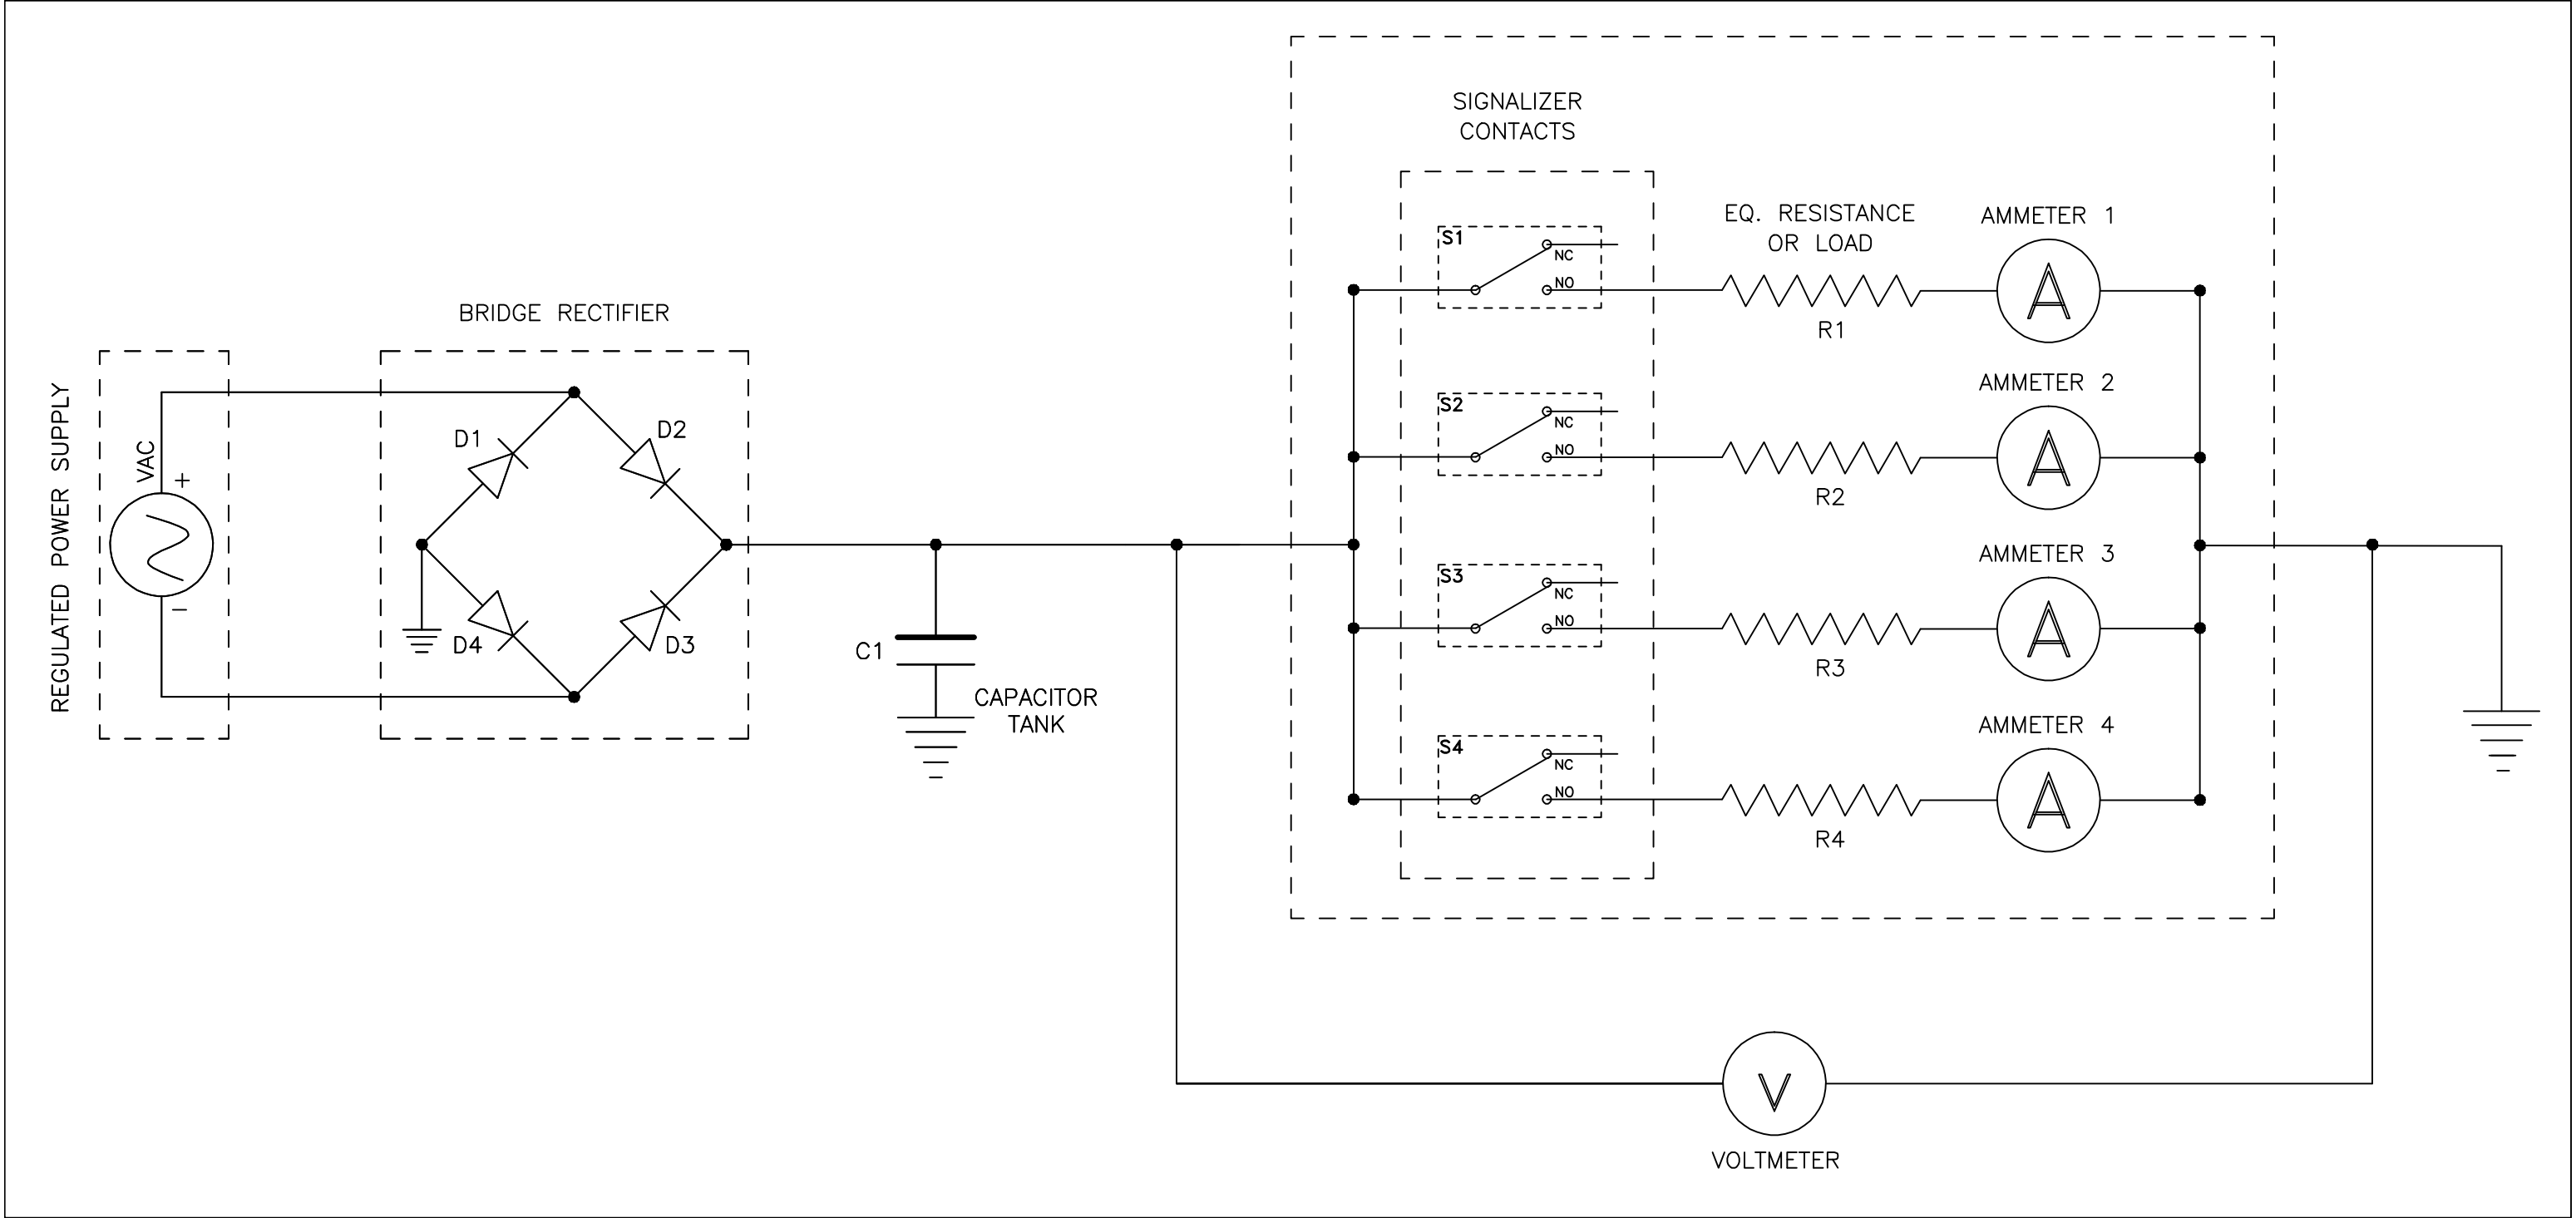 SIGNALIZER
CONTACTS
EQ. RESISTANCE
OR LOAD
AMMETER 1
S1
NC
NO
A
R1
BRIDGE RECTIFIER
AMMETER 2
S2
NC
NO
A
R2
REGULATED POWER SUPPLY
VAC
+
−
D1
D2
D4
D3
C1
CAPACITOR
TANK
AMMETER 3
S3
NC
NO
A
R3
AMMETER 4
S4
NC
NO
A
R4
V
VOLTMETER